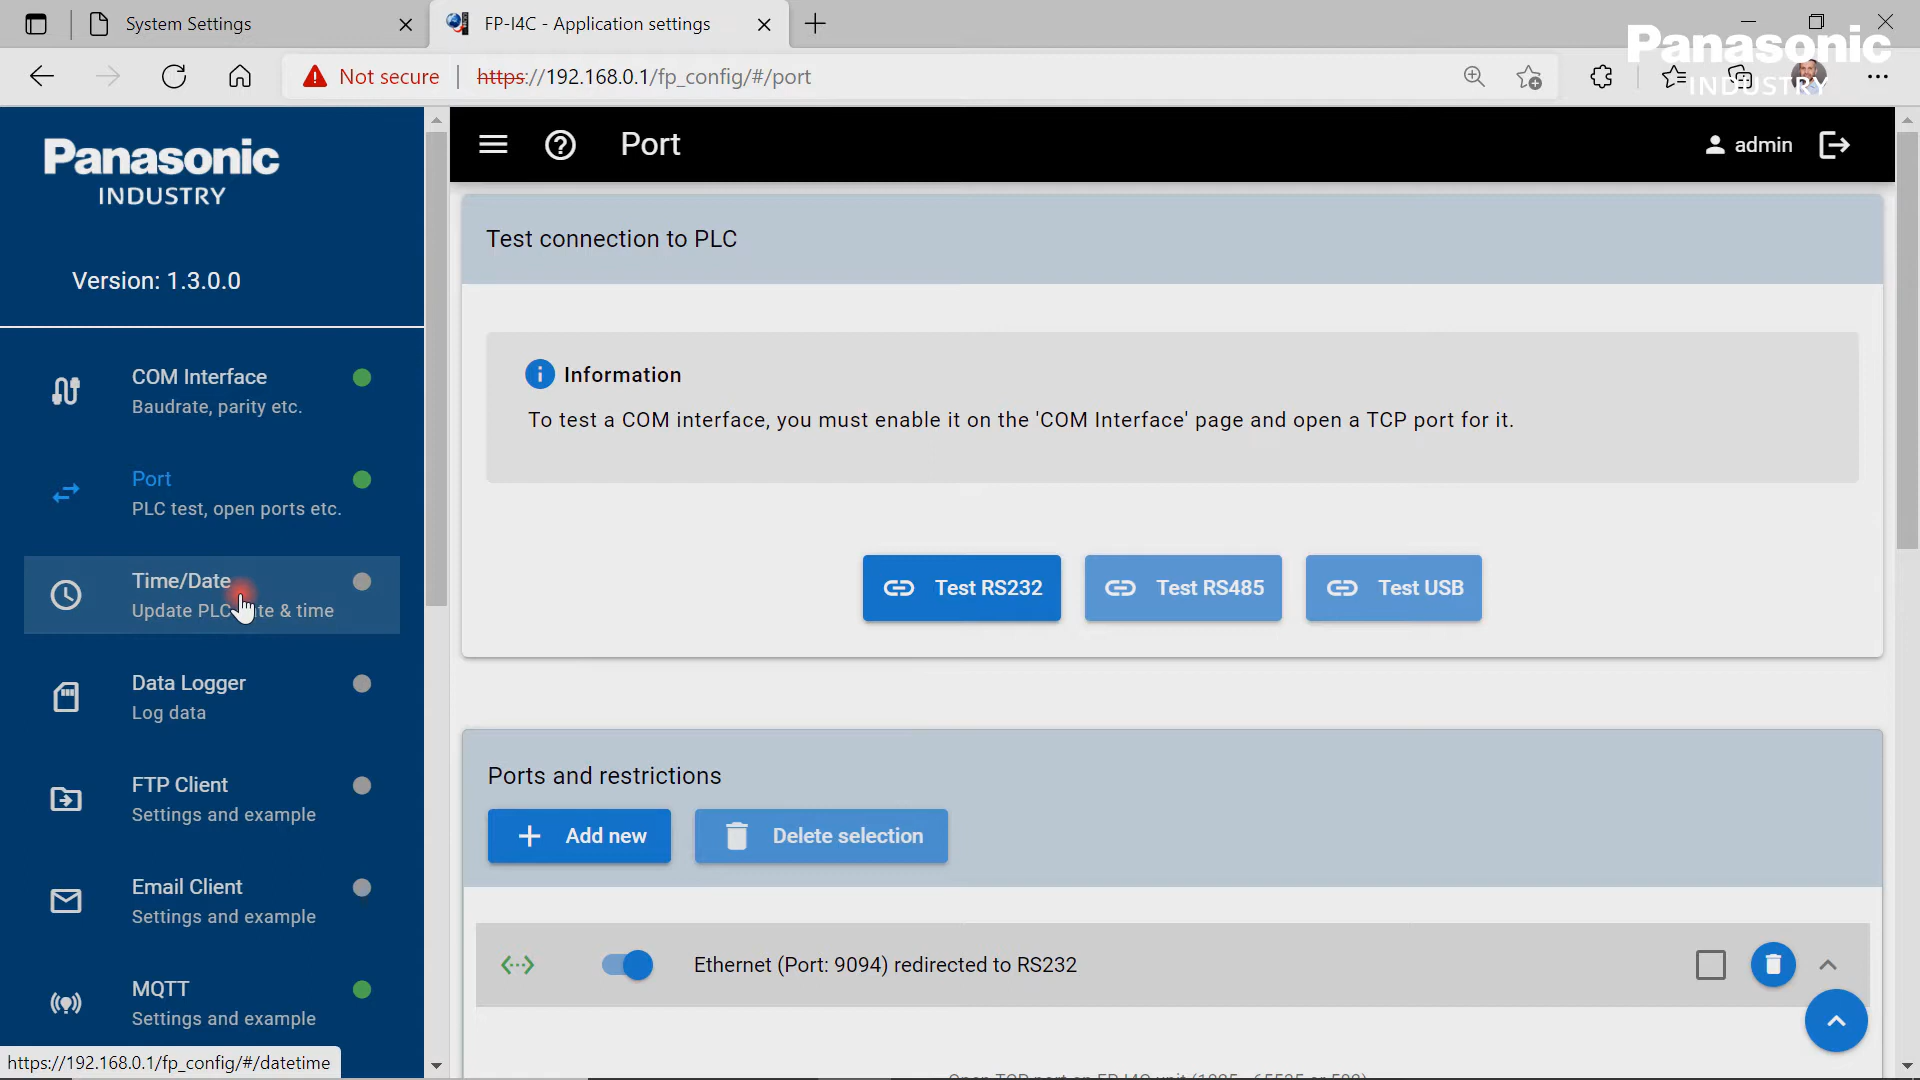 System Settings
FP-I4C - Application settings
Panasonic
INDUSTRY
Not secure
https://192.168.0.1/fp_config/#/port
Panasonic
INDUSTRY
Version: 1.3.0.0
COM Interface
Baudrate, parity etc.
Port
PLC test, open ports etc.
Time/Date
Update PLC te & time
Data Logger
Log data
FTP Client
Settings and example
Email Client
Settings and example
MQTT
Settings and example
https://192.168.0.1/fp_config/#/datetime
Port
admin
Test connection to PLC
Information
To test a COM interface, you must enable it on the 'COM Interface' page and open a TCP port for it.
Test RS232
Test RS485
Test USB
Ports and restrictions
Add new
Delete selection
Ethernet (Port: 9094) redirected to RS232